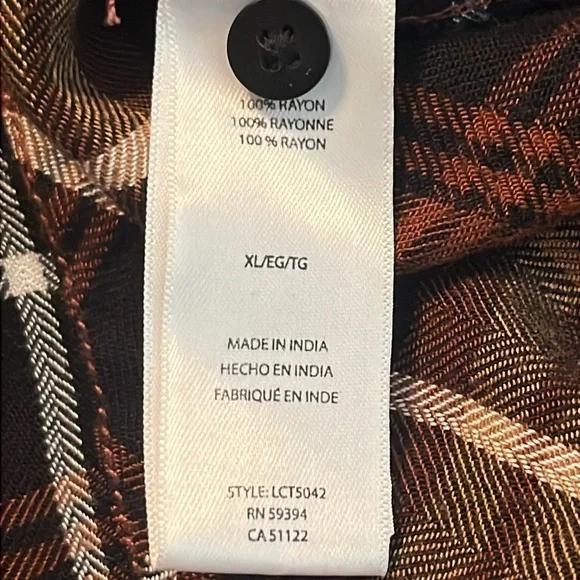 100% RAYON
100% RAYONNE
100 % RAYON
XL/EG/TG
MADE IN INDIA
HECHO EN INDIA
FABRIQUÉ EN INDE
STYLE: LCT5042
RN 59394
CA 51122